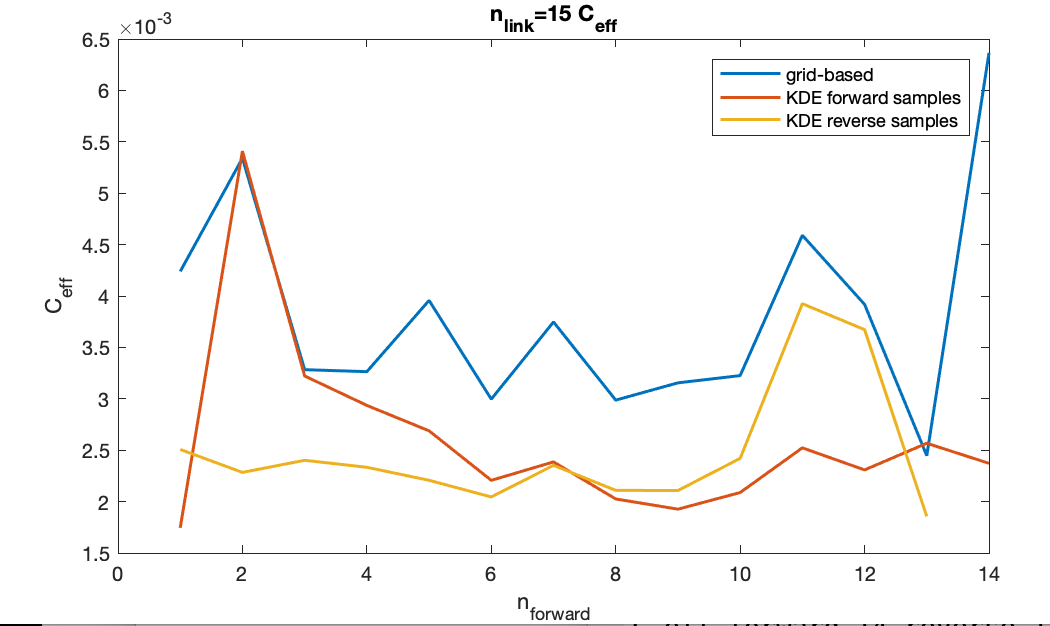 n_link=15 C_eff
×10^-3
6.5
6
5.5
5
4.5
4
3.5
3
2.5
2
1.5
C_eff
grid-based
KDE forward samples
KDE reverse samples
0 2 4 6 8 10 12 14
n_forward